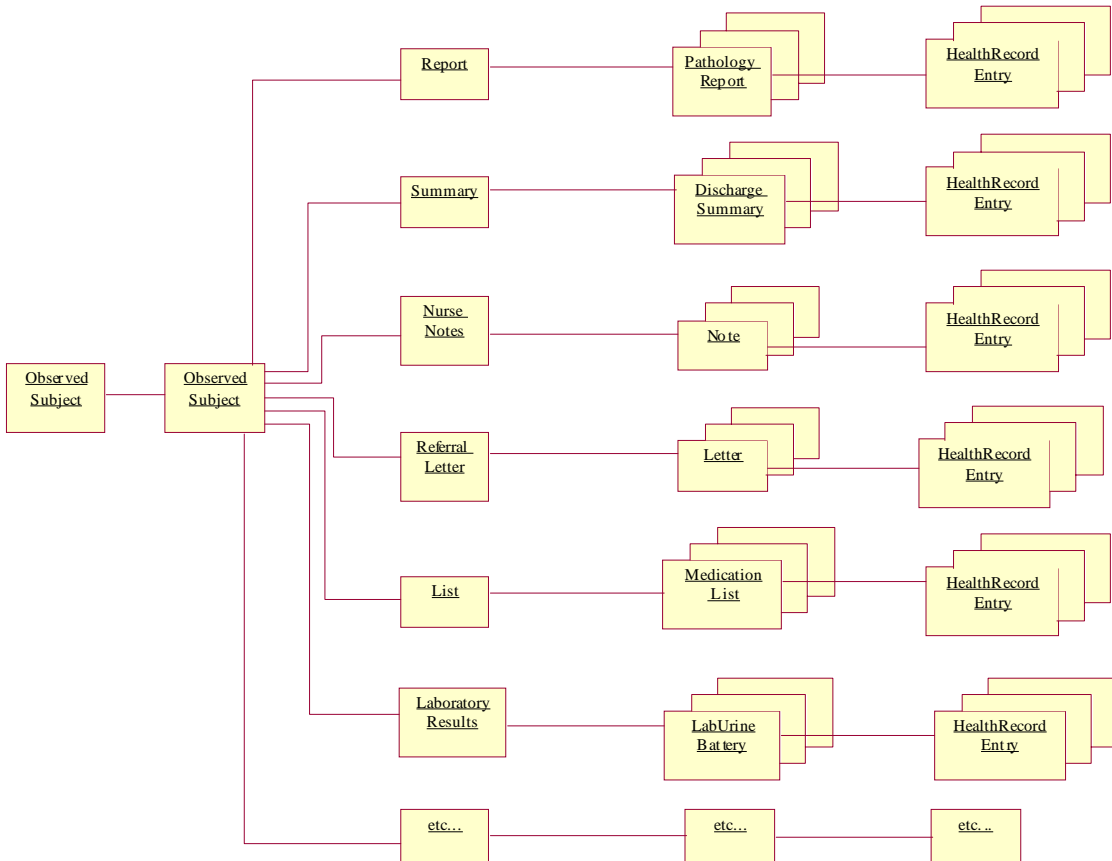 Report
Pathology
Report
HealthRecord
Entry
Summary
Discharge
Summary
HealthRecord
Entry
Nurse
Notes
Note
HealthRecord
Entry
Observed
Subject
Observed
Subject
Referral
Letter
Letter
HealthRecord
Entry
List
Medication
List
HealthRecord
Entry
Laboratory
Results
LabUrine
Battery
HealthRecord
Entry
etc...
etc...
etc...